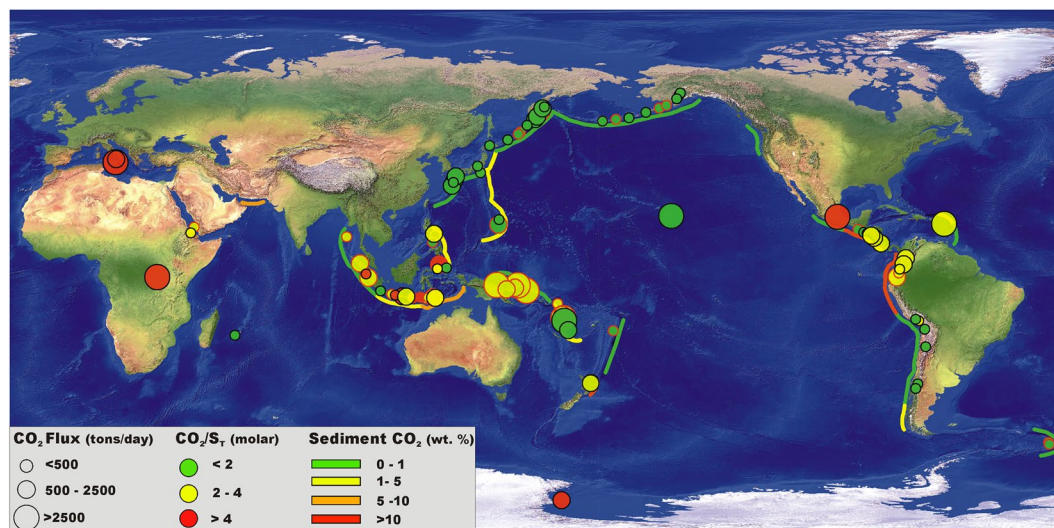 CO2 Flux (tons/day)
<500
500 - 2500
>2500
CO2/ST (molar)
< 2
2 - 4
> 4
Sediment CO2 (wt. %)
0 - 1
1- 5
5 -10
>10